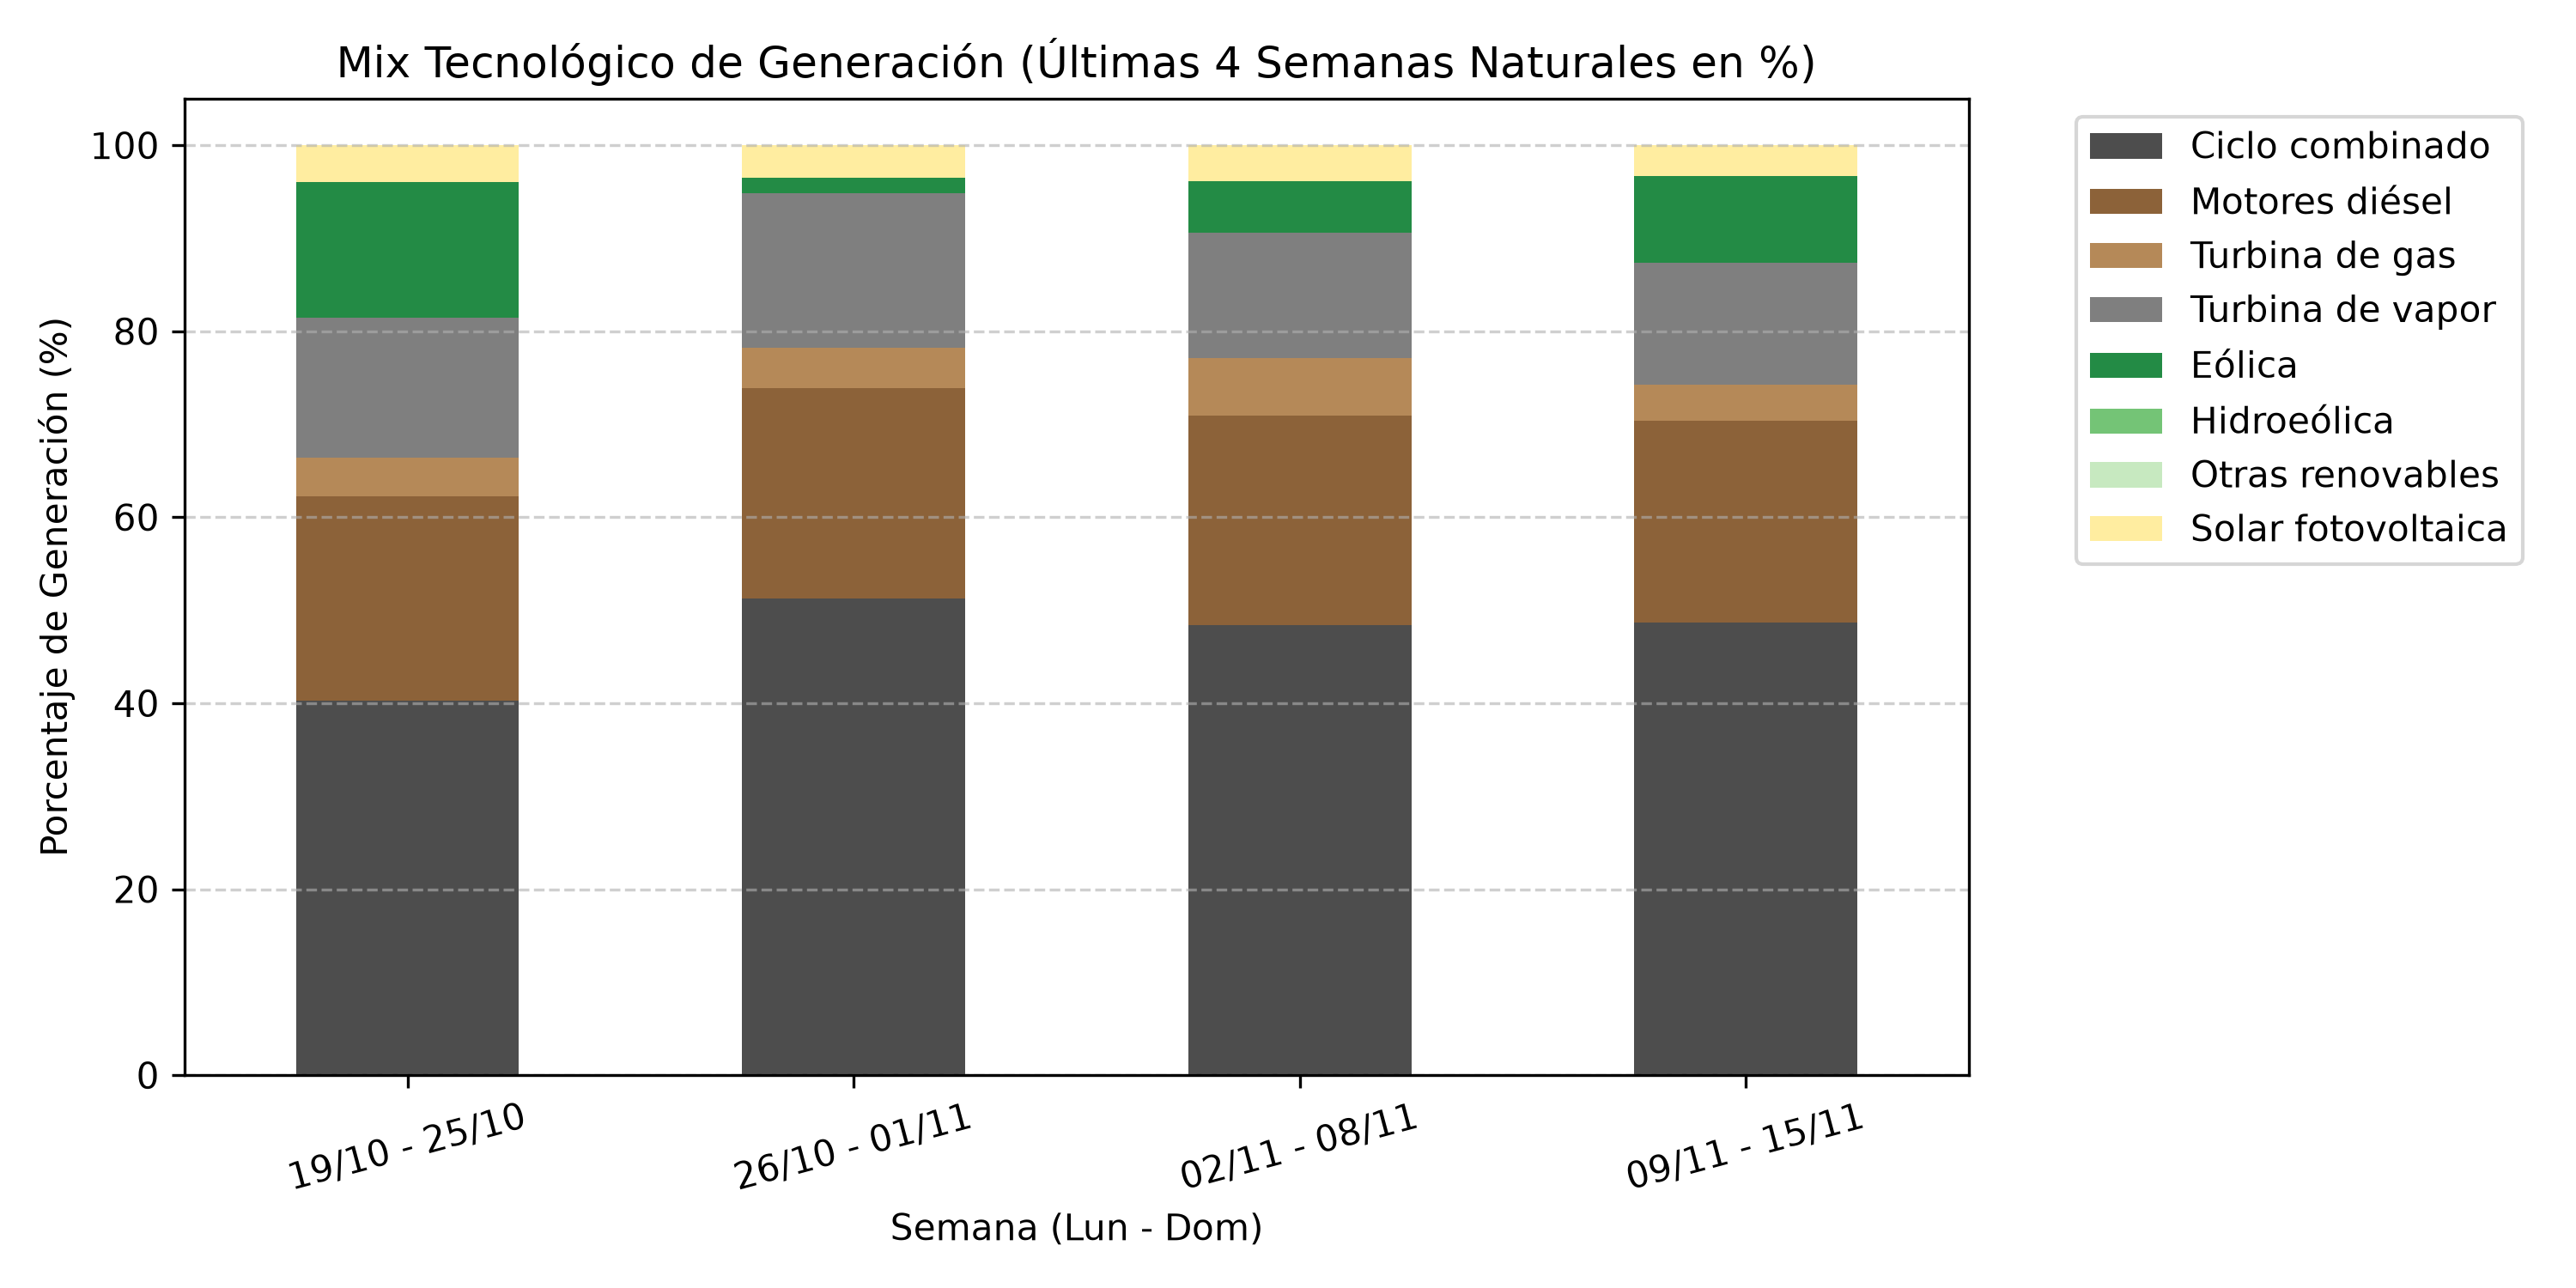 Mix Tecnológico de Generación (Últimas 4 Semanas Naturales en %)
Porcentaje de Generación (%)
100
80
60
40
20
0
19/10 - 25/10
26/10 - 01/11
02/11 - 08/11
09/11 - 15/11
Semana (Lun - Dom)
Ciclo combinado
Motores diésel
Turbina de gas
Turbina de vapor
Eólica
Hidroeólica
Otras renovables
Solar fotovoltaica